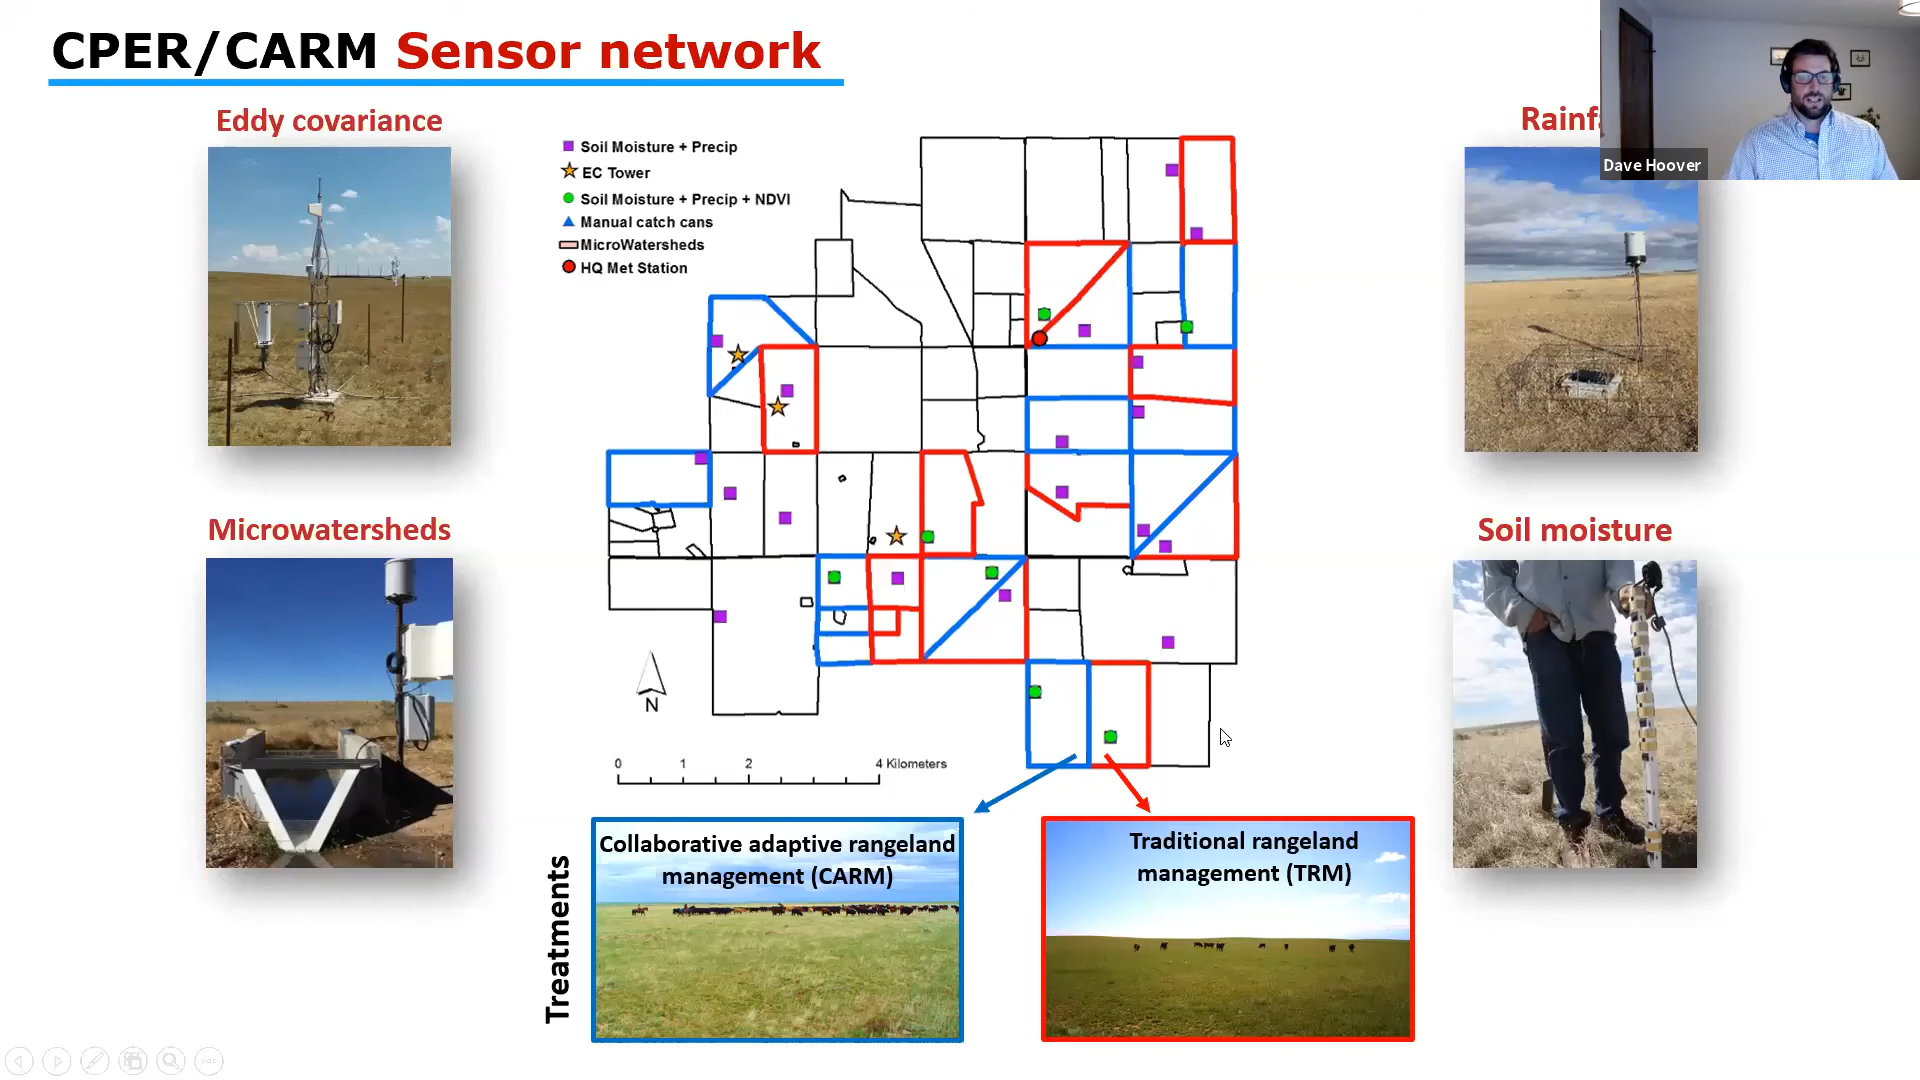 CPER/CARM Sensor network
Eddy covariance
Soil Moisture + Precip
EC Tower
Soil Moisture + Precip + NDVI
Manual catch cans
MicroWatersheds
HQ Met Station
Dave Hoover
Microwatersheds
Soil moisture
N
0 1 2 4 Kilometers
Treatments
Collaborative adaptive rangeland
management (CARM)
Traditional rangeland
management (TRM)